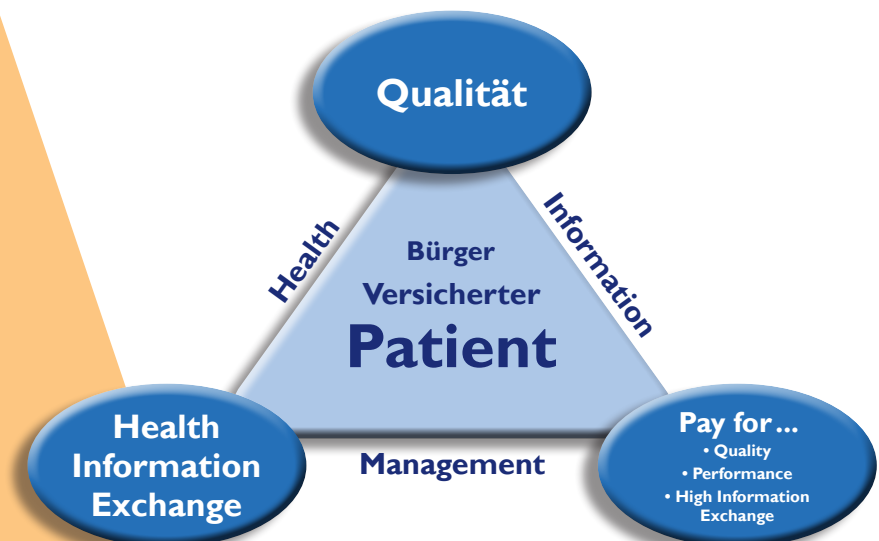 Qualität
Health
Information
Bürger
Versicherter
Patient
Health
Information
Exchange
Management
Pay for ...
• Quality
• Performance
• High Information
Exchange